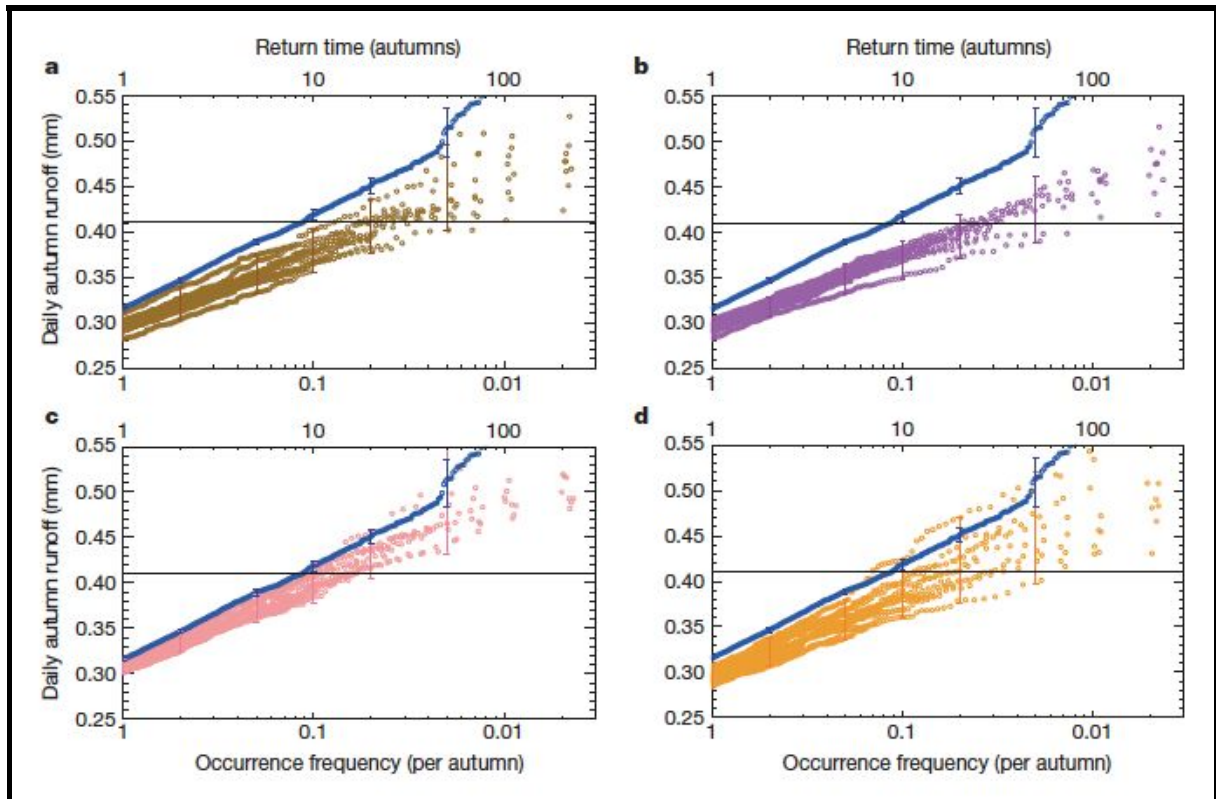 Return time (autumns) Return time (autumns)
a b
1 10 100 1 10 100
0.55 0.55
0.50 0.50
0.45 0.45
0.40 0.40
0.35 0.35
0.30 0.30
0.25 0.25
Daily autumn runoff (mm)
1 0.1 0.01 1 0.1 0.01
c d
1 10 100 1 10 100
0.55 0.55
0.50 0.50
0.45 0.45
0.40 0.40
0.35 0.35
0.30 0.30
0.25 0.25
Daily autumn runoff (mm)
1 0.1 0.01 1 0.1 0.01
Occurrence frequency (per autumn) Occurrence frequency (per autumn)